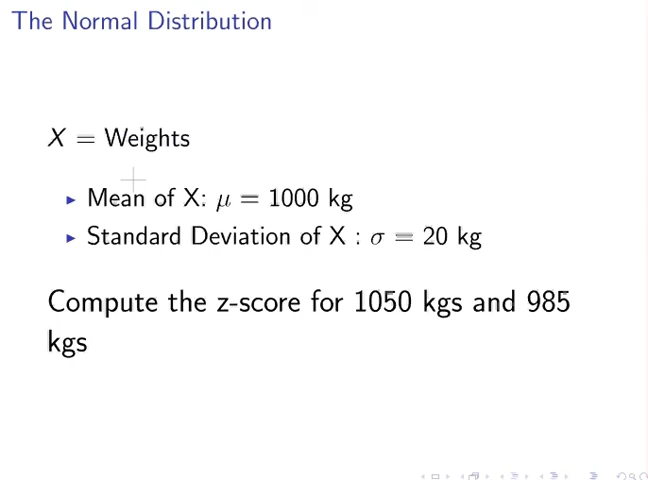 The Normal Distribution
X = Weights
Mean of X: μ = 1000 kg
Standard Deviation of X : σ = 20 kg
Compute the z-score for 1050 kgs and 985
kgs